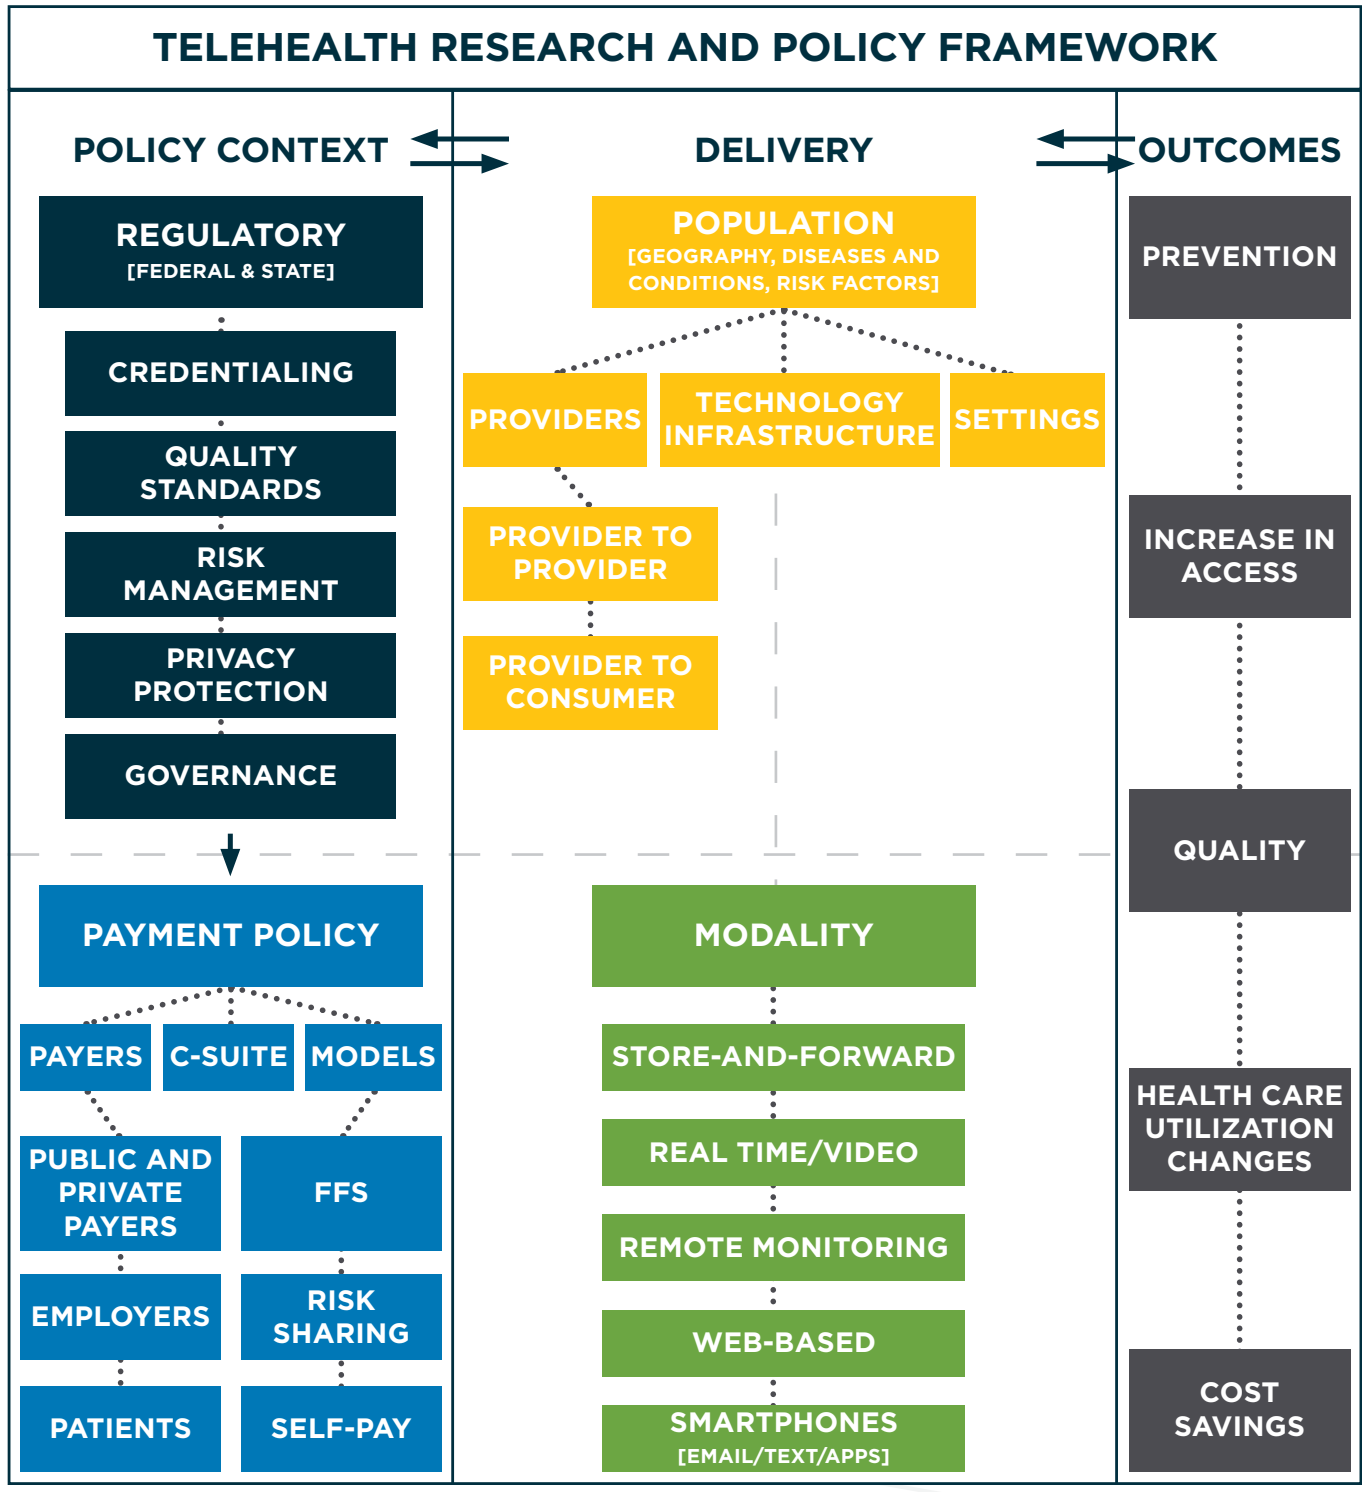 TELEHEALTH RESEARCH AND POLICY FRAMEWORK
POLICY CONTEXT
REGULATORY
[FEDERAL & STATE]
CREDENTIALING
QUALITY
STANDARDS
RISK
MANAGEMENT
PRIVACY
PROTECTION
GOVERNANCE
PAYMENT POLICY
PAYERS
C-SUITE
MODELS
PUBLIC AND
PRIVATE
PAYERS
FFS
EMPLOYERS
RISK
SHARING
PATIENTS
SELF-PAY
DELIVERY
POPULATION
[GEOGRAPHY, DISEASES AND
CONDITIONS, RISK FACTORS]
PROVIDERS
TECHNOLOGY
INFRASTRUCTURE
SETTINGS
PROVIDER TO
PROVIDER
PROVIDER TO
CONSUMER
MODALITY
STORE-AND-FORWARD
REAL TIME/VIDEO
REMOTE MONITORING
WEB-BASED
SMARTPHONES
[EMAIL/TEXT/APPS]
OUTCOMES
PREVENTION
INCREASE IN
ACCESS
QUALITY
HEALTH CARE
UTILIZATION
CHANGES
COST
SAVINGS